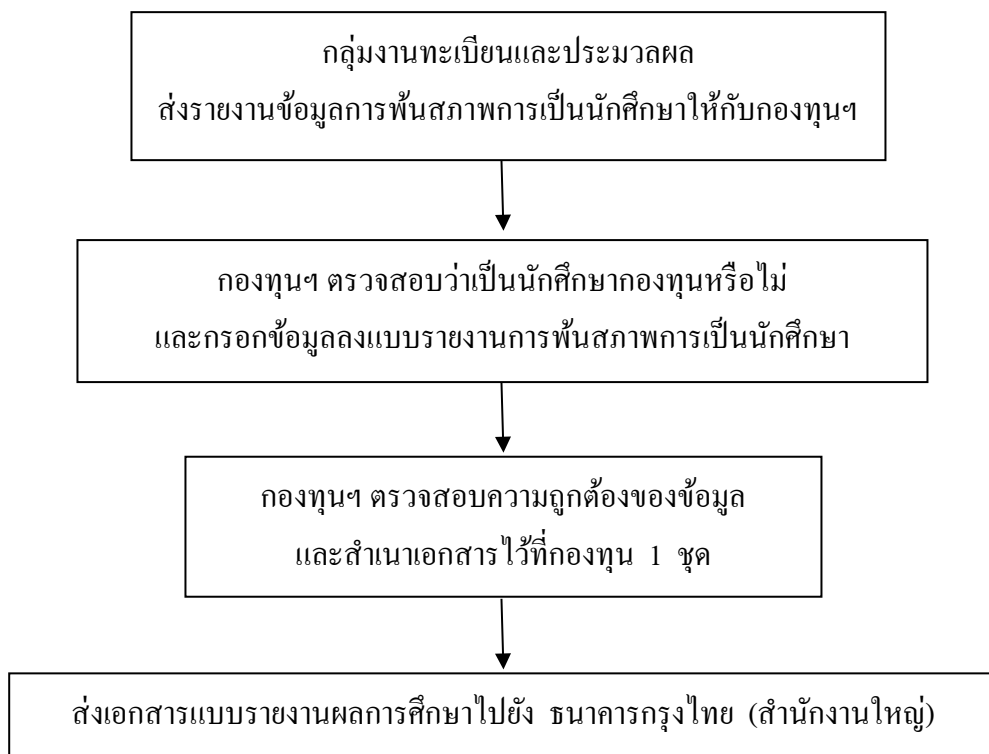 กลุ่มงานทะเบียนและประมวลผล
ส่งรายงานข้อมูลการพ้นสภาพการเป็นนักศึกษาให้กับกองทุนฯ
กองทุนฯ ตรวจสอบว่าเป็นนักศึกษากองทุนหรือไม่
และกรอกข้อมูลลงแบบรายงานการพ้นสภาพการเป็นนักศึกษา
กองทุนฯ ตรวจสอบความถูกต้องของข้อมูล
และสำเนาเอกสารไว้ที่กองทุน 1 ชุด
ส่งเอกสารแบบรายงานผลการศึกษาไปยัง ธนาคารกรุงไทย (สำนักงานใหญ่)